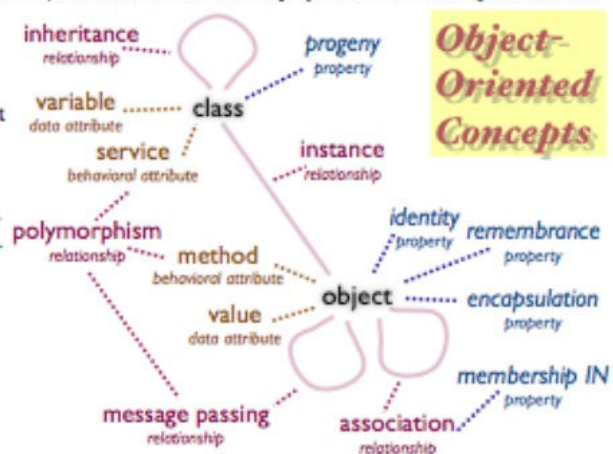 Object-
Oriented
Concepts
inheritance
relationship
progeny
property
variable
data attribute
class
service
behavioral attribute
instance
relationship
polymorphism
relationship
identity
property
remembrance
property
method
behavioral attribute
object
encapsulation
property
value
data attribute
membership IN
property
message passing
relationship
association
relationship